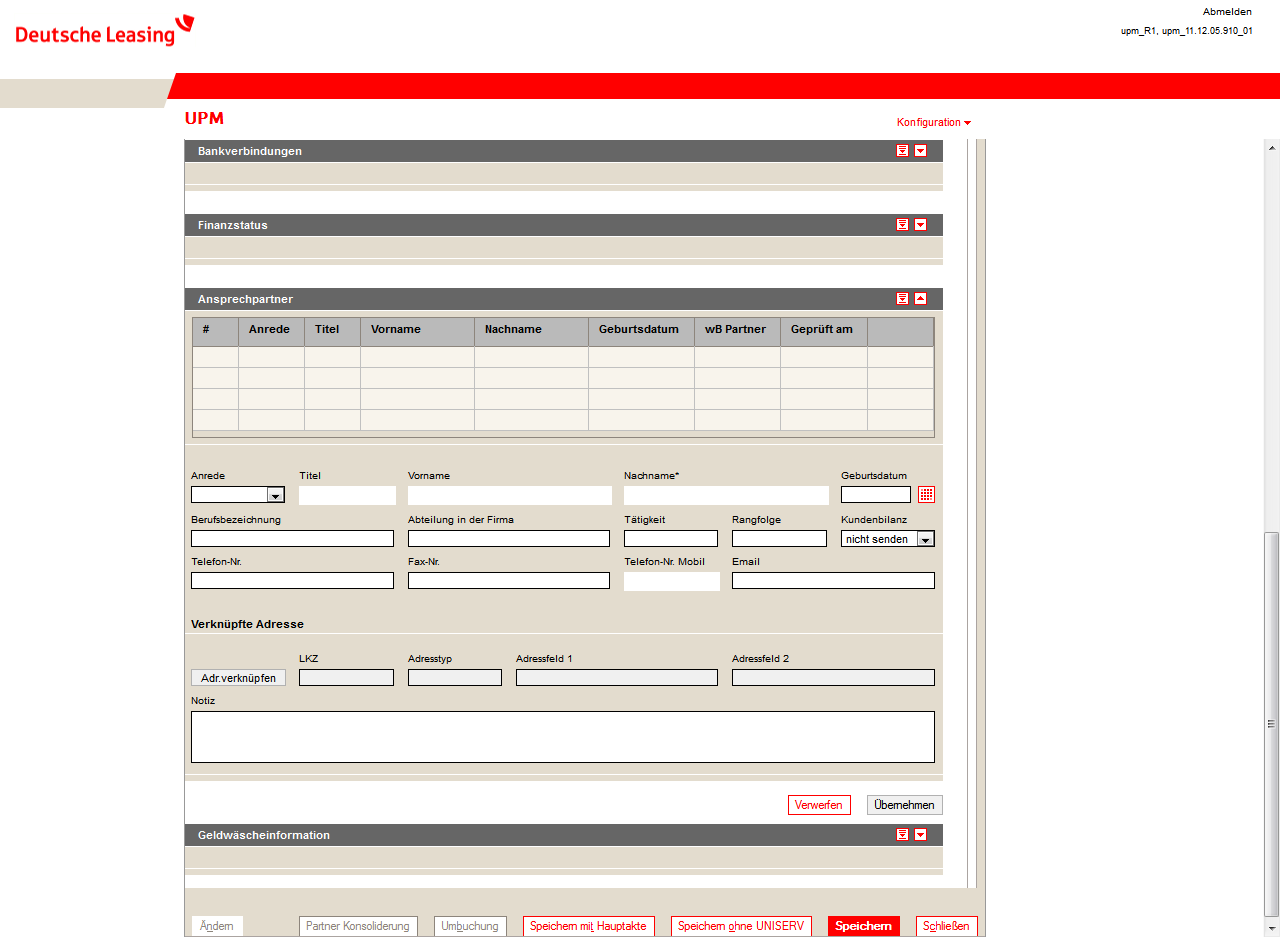 Abmelden
Deutsche Leasing
upm_R1, upm_11.12.05.910_01
UPM
Konfiguration
Bankverbindungen
Finanzstatus
Ansprechpartner
# Anrede Titel Vorname Nachname Geburtsdatum wB Partner Geprüft am
Anrede Titel Vorname Nachname* Geburtsdatum
Berufsbezeichnung Abteilung in der Firma Tätigkeit Rangfolge Kundenbilanz
nicht senden
Telefon-Nr. Fax-Nr. Telefon-Nr. Mobil Email
Verknüpfte Adresse
LKZ Adresstyp Adressfeld 1 Adressfeld 2
Adr.verknüpfen
Notiz
Verwerfen Übernehmen
Geldwäscheinformation
Ändern Partner Konsolidierung Umbuchung Speichern mit Hauptakte Speichern ohne UNISERV Speichern Schließen